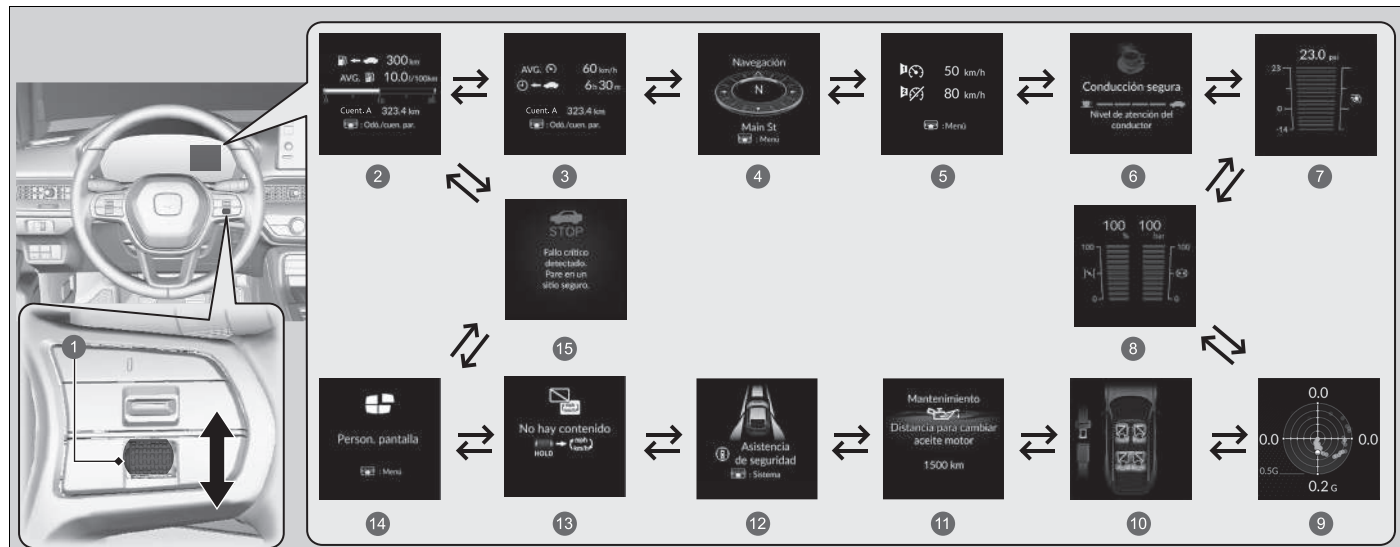 300 km
AVG. 10.0 l/100km
Cuent. A 323.4 km
: Odó./cuen. par.
2
AVG. 60 km/h
6h30m
Cuent. A 323.4 km
: Odó./cuen. par.
3
Navegación
N
Main St
: Menú
4
50 km/h
80 km/h
: Menú
5
Conducción segura
Nivel de atención del
conductor
6
23.0 psi
23
0
-14
7
STOP
Fallo crítico
detectado.
Pare en un
sitio seguro.
15
100 100
%
100 100
0 0
8
1
Person. pantalla
: Menú
14
No hay contenido
mph
km/h
HOLD
13
Asistencia
de seguridad
: Sistema
12
Mantenimiento
Distancia para cambiar
aceite motor
1500 km
11
10
0.0
0.0 0.0
0.5G
0.2 G
9